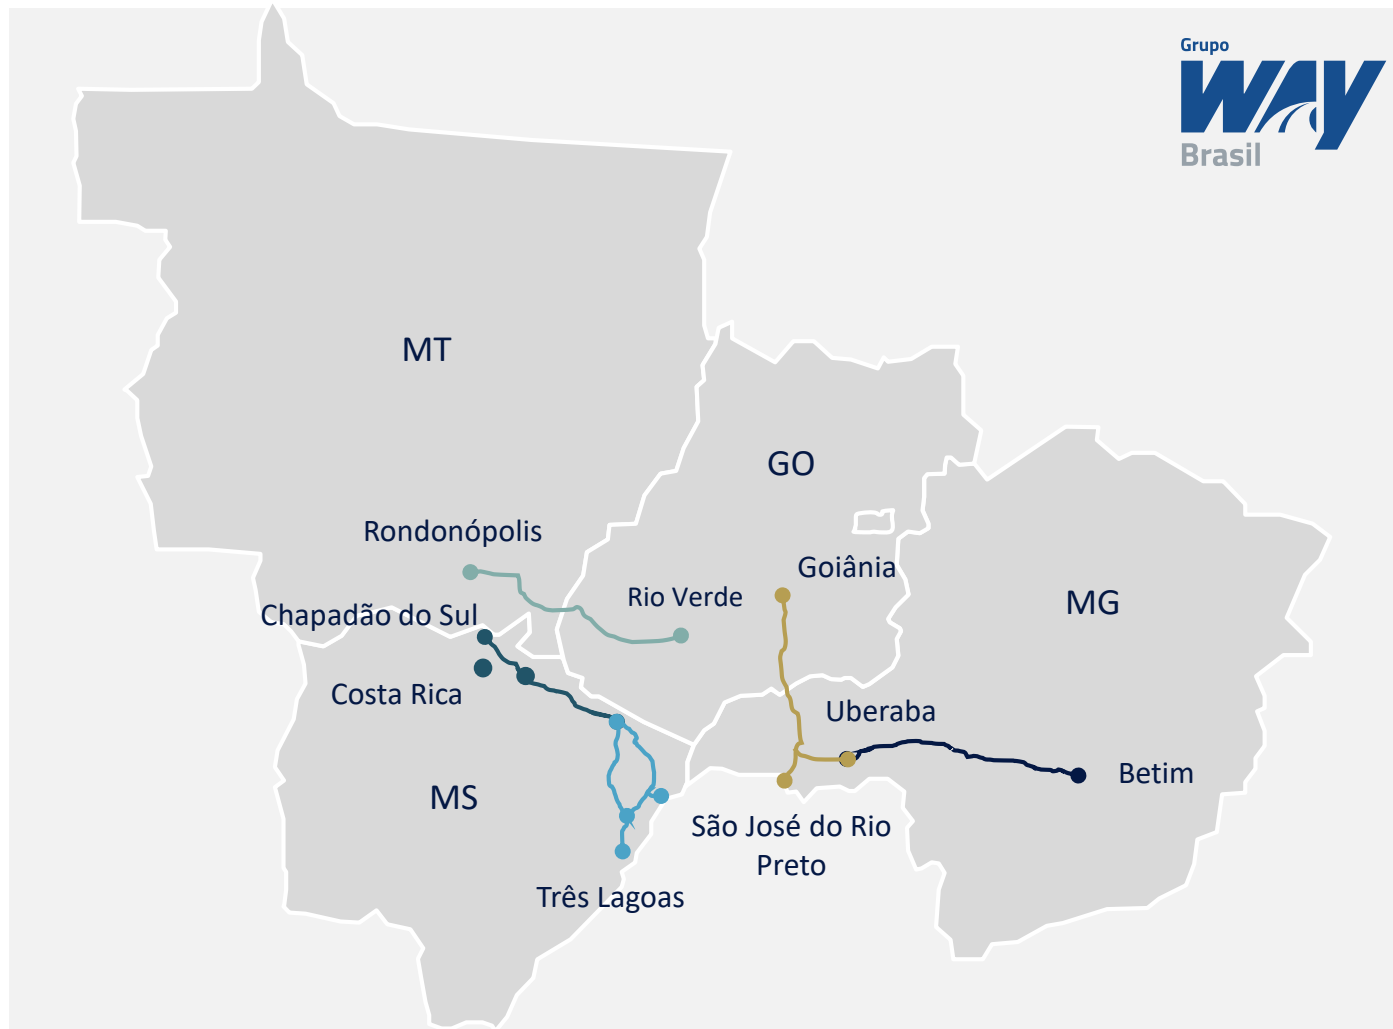 Grupo
WAY
Brasil
MT
GO
Rondonópolis
Goiânia
Rio Verde
MG
Chapadão do Sul
Costa Rica
Uberaba
Betim
MS
São José do Rio
Preto
Três Lagoas